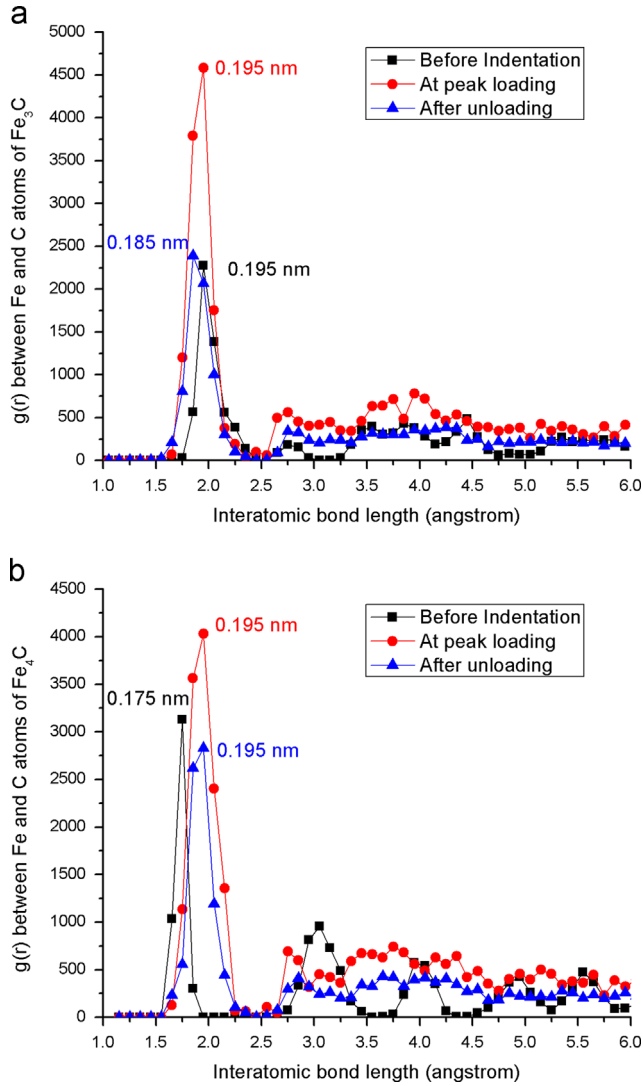 a
5000
4500
4000
3500
3000
2500
2000
1500
1000
500
0
g(r) between Fe and C atoms of Fe3C
0.195 nm
0.185 nm
0.195 nm
Before Indentation
At peak loading
After unloading
1.0 1.5 2.0 2.5 3.0 3.5 4.0 4.5 5.0 5.5 6.0
Interatomic bond length (angstrom)
b
4500
4000
3500
3000
2500
2000
1500
1000
500
0
g(r) between Fe and C atoms of Fe4C
0.195 nm
0.175 nm
0.195 nm
Before Indentation
At peak loading
After unloading
1.0 1.5 2.0 2.5 3.0 3.5 4.0 4.5 5.0 5.5 6.0
Interatomic bond length (angstrom)